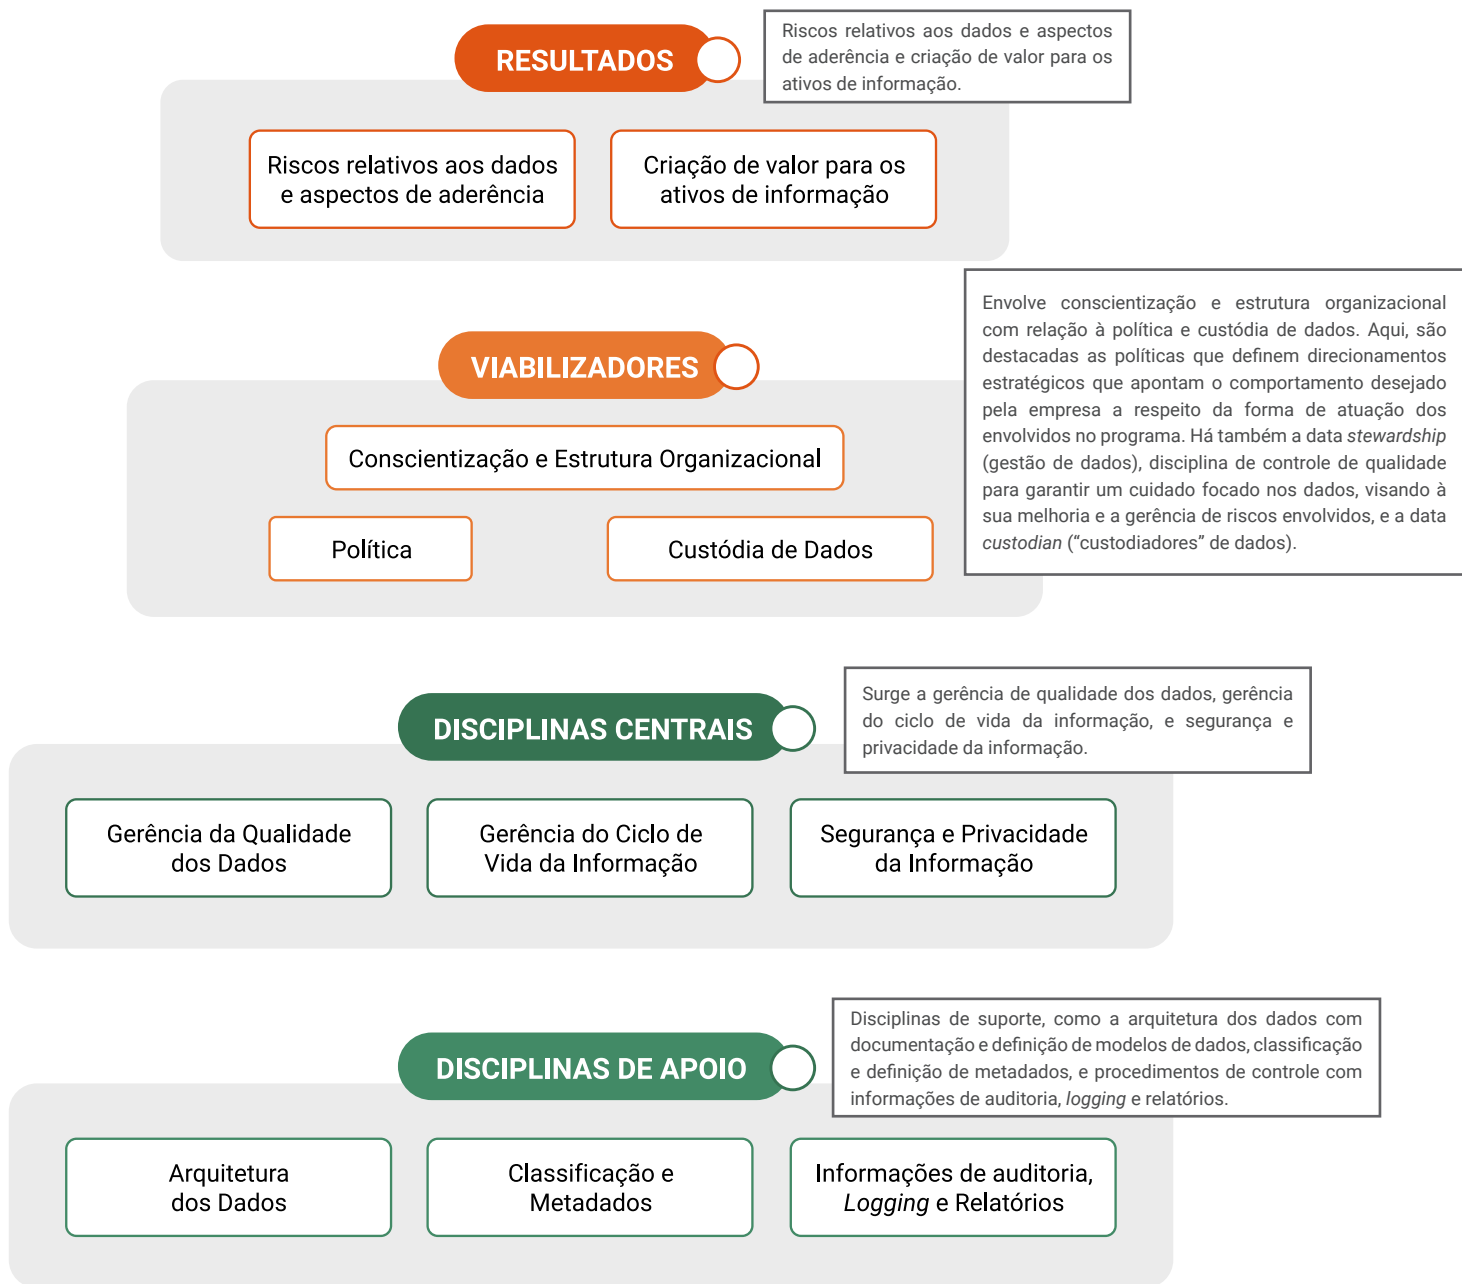 RESULTADOS
Riscos relativos aos dados e aspectos
de aderência e criação de valor para os
ativos de informação.
Riscos relativos aos dados
e aspectos de aderência
Criação de valor para os
ativos de informação
VIABILIZADORES
Envolve conscientização e estrutura organizacional
com relação à política e custódia de dados. Aqui, são
destacadas as políticas que definem direcionamentos
estratégicos que apontam o comportamento desejado
pela empresa a respeito da forma de atuação dos
envolvidos no programa. Há também a data stewardship
(gestão de dados), disciplina de controle de qualidade
para garantir um cuidado focado nos dados, visando à
sua melhoria e a gerência de riscos envolvidos, e a data
custodian (“custodiadores” de dados).
Conscientização e Estrutura Organizacional
Política
Custódia de Dados
DISCIPLINAS CENTRAIS
Surge a gerência de qualidade dos dados, gerência
do ciclo de vida da informação, e segurança e
privacidade da informação.
Gerência da Qualidade
dos Dados
Gerência do Ciclo de
Vida da Informação
Segurança e Privacidade
da Informação
DISCIPLINAS DE APOIO
Disciplinas de suporte, como a arquitetura dos dados com
documentação e definição de modelos de dados, classificação
e definição de metadados, e procedimentos de controle com
informações de auditoria, logging e relatórios.
Arquitetura
dos Dados
Classificação e
Metadados
Informações de auditoria,
Logging e Relatórios